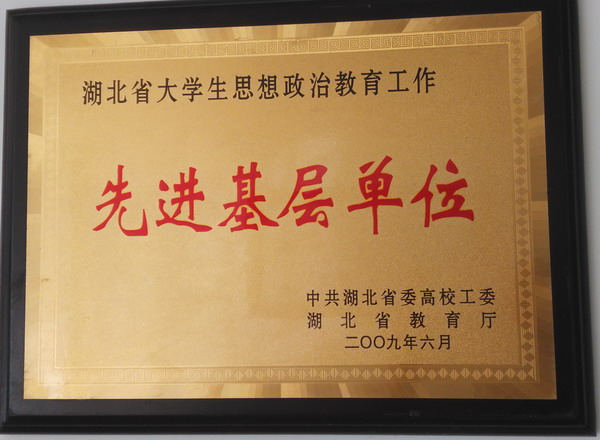 湖北省大学生思想政治教育工作
先进基层单位
中共湖北省委高校工委
湖北省教育厅
二〇〇九年六月